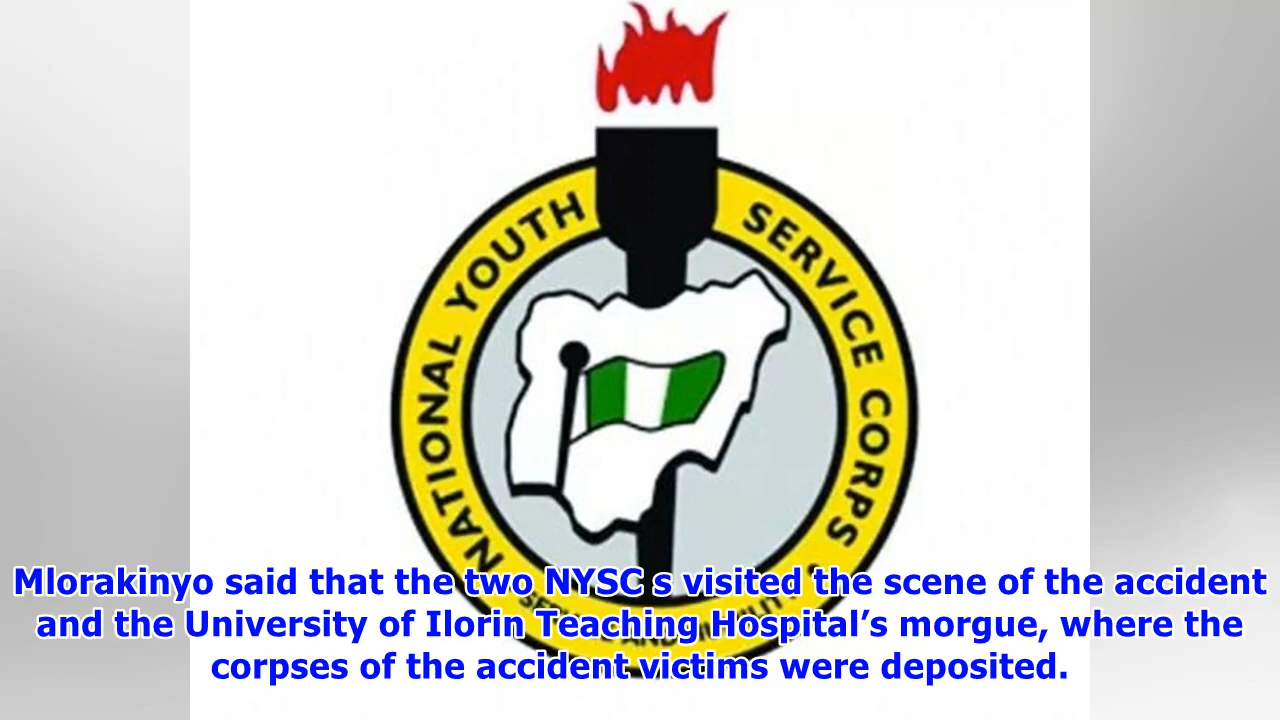 NATIONAL YOUTH SERVICE CORPS
Mlorakinyo said that the two NYSC s visited the scene of the accident
and the University of Ilorin Teaching Hospital’s morgue, where the
corpses of the accident victims were deposited.